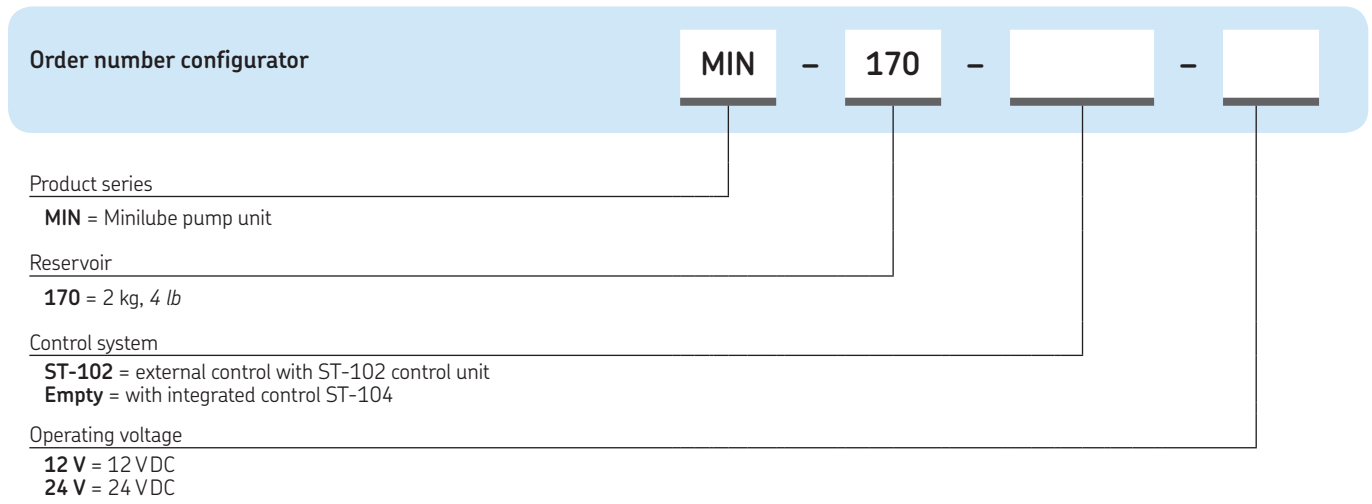 Order number configurator MIN – 170 – –
Product series
MIN = Minilube pump unit
Reservoir
170 = 2 kg, 4 lb
Control system
ST-102 = external control with ST-102 control unit
Empty = with integrated control ST-104
Operating voltage
12 V = 12 VDC
24 V = 24 VDC